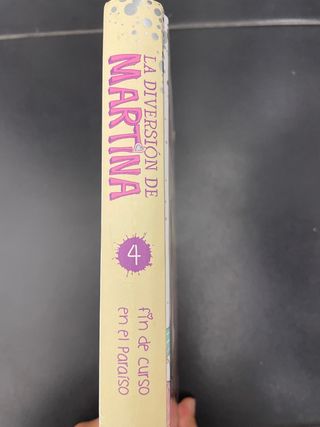 LA DIVERSIÓN DE
MARTINA
4
fin de curso
en el Paraíso